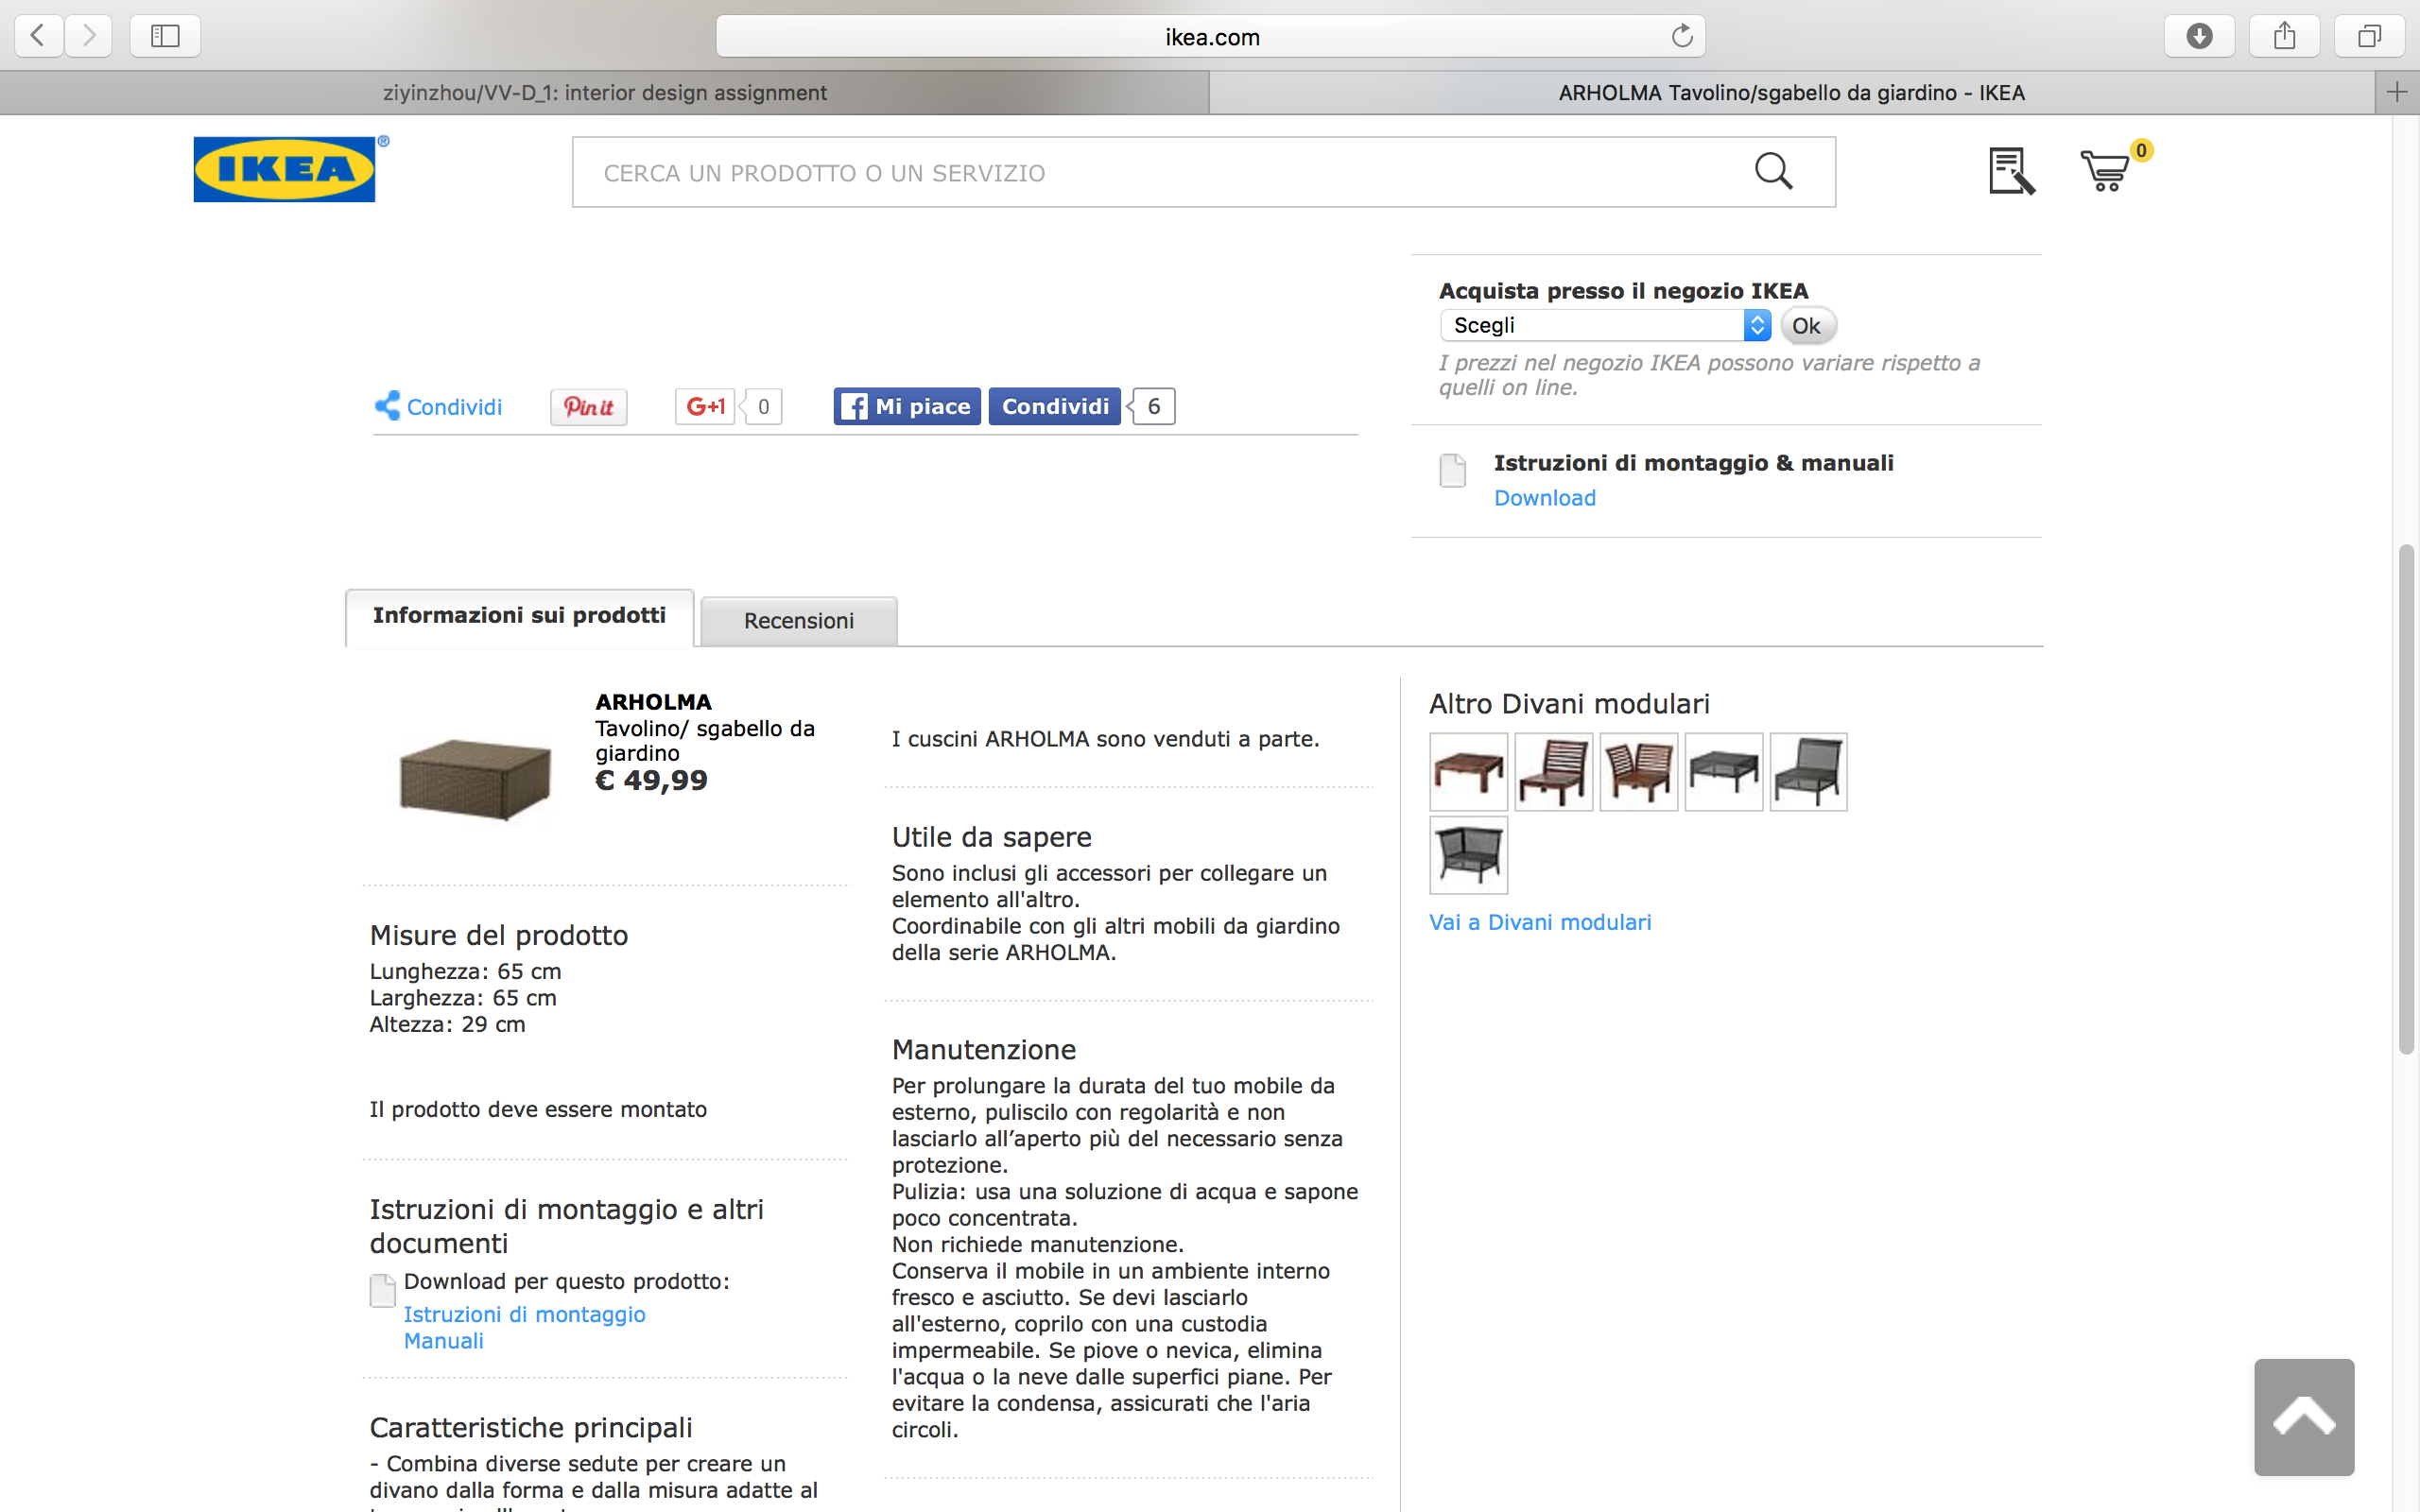 ikea.com
ziyinzhou/VV-D_1: interior design assignment
ARHOLMA Tavolino/sgabello da giardino - IKEA
IKEA
®
CERCA UN PRODOTTO O UN SERVIZIO
0
Acquista presso il negozio IKEA
Scegli
Ok
I prezzi nel negozio IKEA possono variare rispetto a
quelli on line.
Condividi
Pin it
G+1
0
Mi piace
Condividi
6
Istruzioni di montaggio & manuali
Download
Informazioni sui prodotti
Recensioni
ARHOLMA
Tavolino/ sgabello da
giardino
€ 49,99
Misure del prodotto
Lunghezza: 65 cm
Larghezza: 65 cm
Altezza: 29 cm
Il prodotto deve essere montato
Istruzioni di montaggio e altri
documenti
Download per questo prodotto:
Istruzioni di montaggio
Manuali
Caratteristiche principali
- Combina diverse sedute per creare un
divano dalla forma e dalla misura adatte al
I cuscini ARHOLMA sono venduti a parte.
Utile da sapere
Sono inclusi gli accessori per collegare un
elemento all'altro.
Coordinabile con gli altri mobili da giardino
della serie ARHOLMA.
Manutenzione
Per prolungare la durata del tuo mobile da
esterno, puliscilo con regolarità e non
lasciarlo all’aperto più del necessario senza
protezione.
Pulizia: usa una soluzione di acqua e sapone
poco concentrata.
Non richiede manutenzione.
Conserva il mobile in un ambiente interno
fresco e asciutto. Se devi lasciarlo
all'esterno, coprilo con una custodia
impermeabile. Se piove o nevica, elimina
l'acqua o la neve dalle superfici piane. Per
evitare la condensa, assicurati che l'aria
circoli.
Altro Divani modulari
Vai a Divani modulari